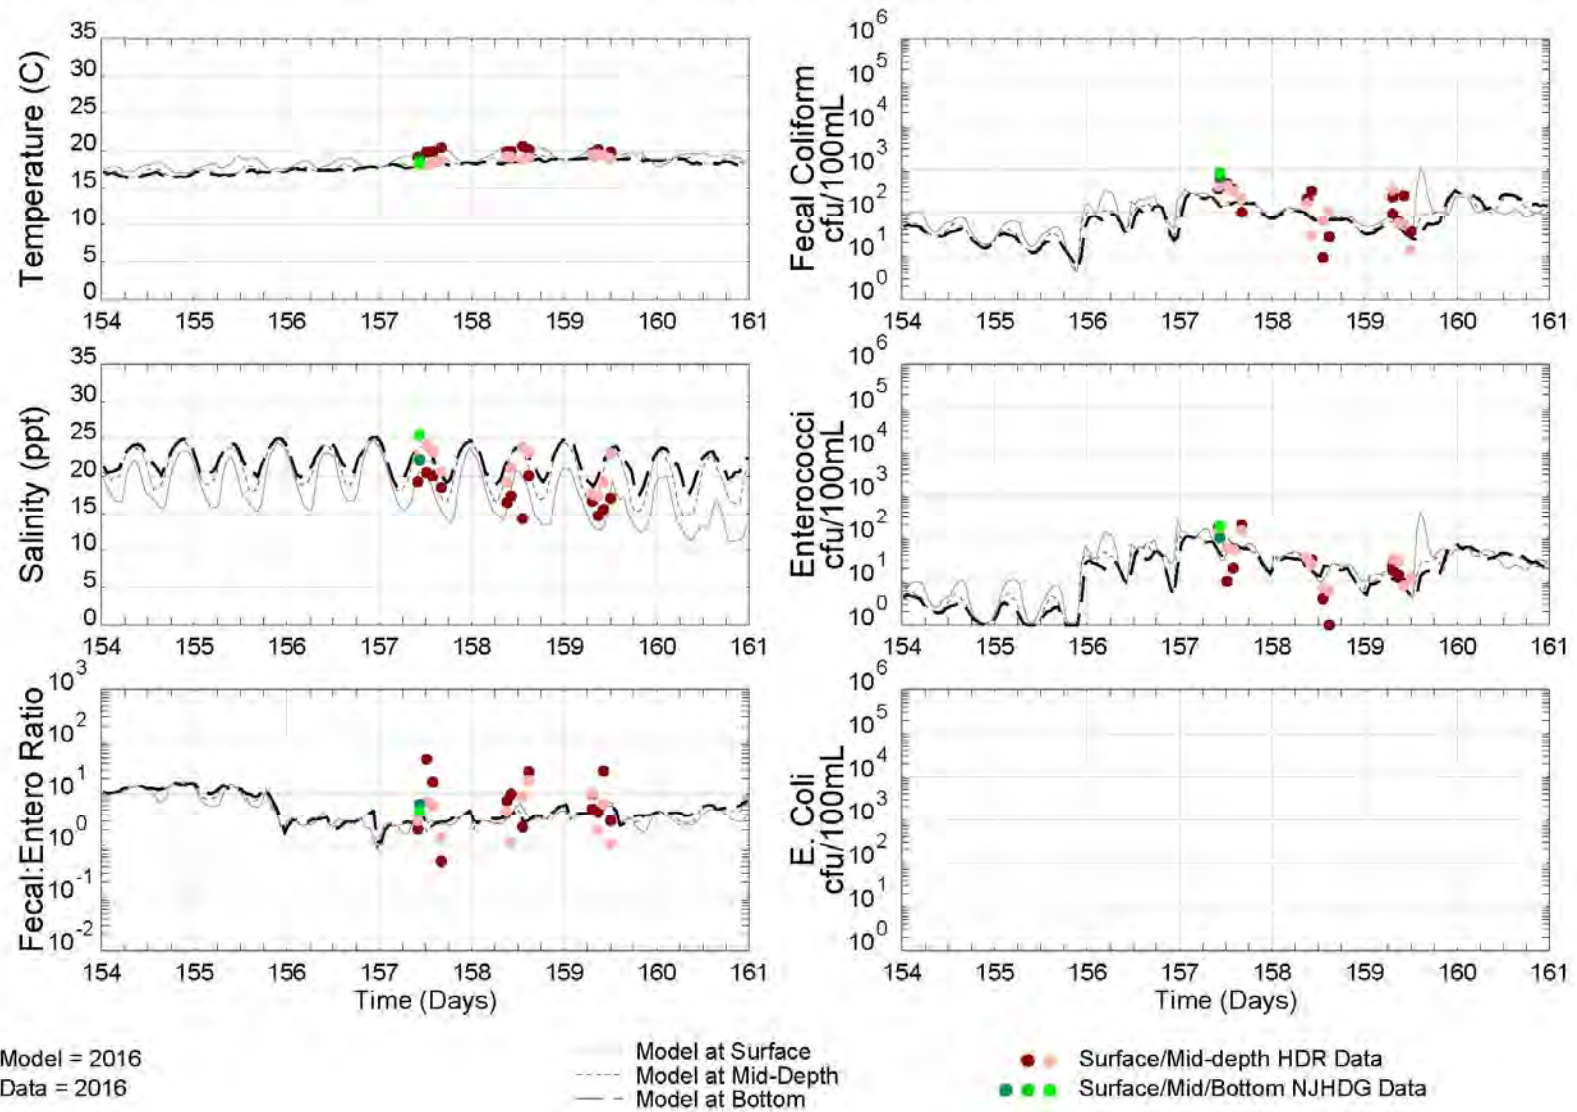 Temperature (C)
35
30
25
20
15
10
5
0
154 155 156 157 158 159 160 161
Fecal Coliform
cfu/100mL
10^6
10^5
10^4
10^3
10^2
10^1
10^0
154 155 156 157 158 159 160 161
Salinity (ppt)
35
30
25
20
15
10
5
0
154 155 156 157 158 159 160 161
Enterococci
cfu/100mL
10^6
10^5
10^4
10^3
10^2
10^1
10^0
154 155 156 157 158 159 160 161
Fecal:Entero Ratio
10^3
10^2
10^1
10^0
10^-1
10^-2
154 155 156 157 158 159 160 161
Time (Days)
E. Coli
cfu/100mL
10^6
10^5
10^4
10^3
10^2
10^1
10^0
154 155 156 157 158 159 160 161
Time (Days)
Model = 2016
Data = 2016
Model at Surface
Model at Mid-Depth
Model at Bottom
Surface/Mid-depth HDR Data
Surface/Mid/Bottom NJHDG Data